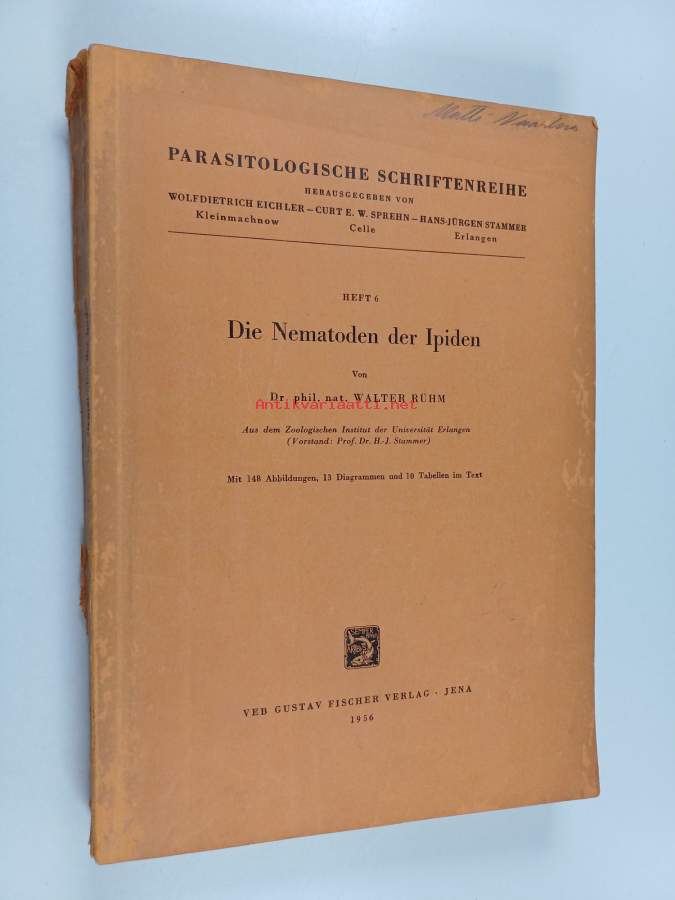 PARASITOLOGISCHE SCHRIFTENREIHE
HERAUSGEGEBEN VON
WOLFDIETRICH EICHLER – CURT E. W. SPREHN – HANS-JÜRGEN STAMMER
Kleinmachnow Celle Erlangen
HEFT 6
Die Nematoden der Ipiden
Von
Dr. phil. nat. WALTER RÜHM
Antikvariaatti.net
Aus dem Zoologischen Institut der Universität Erlangen
(Vorstand: Prof. Dr. H.-J. Stammer)
Mit 148 Abbildungen, 13 Diagrammen und 10 Tabellen im Text
VEB GUSTAV FISCHER VERLAG · JENA
1956